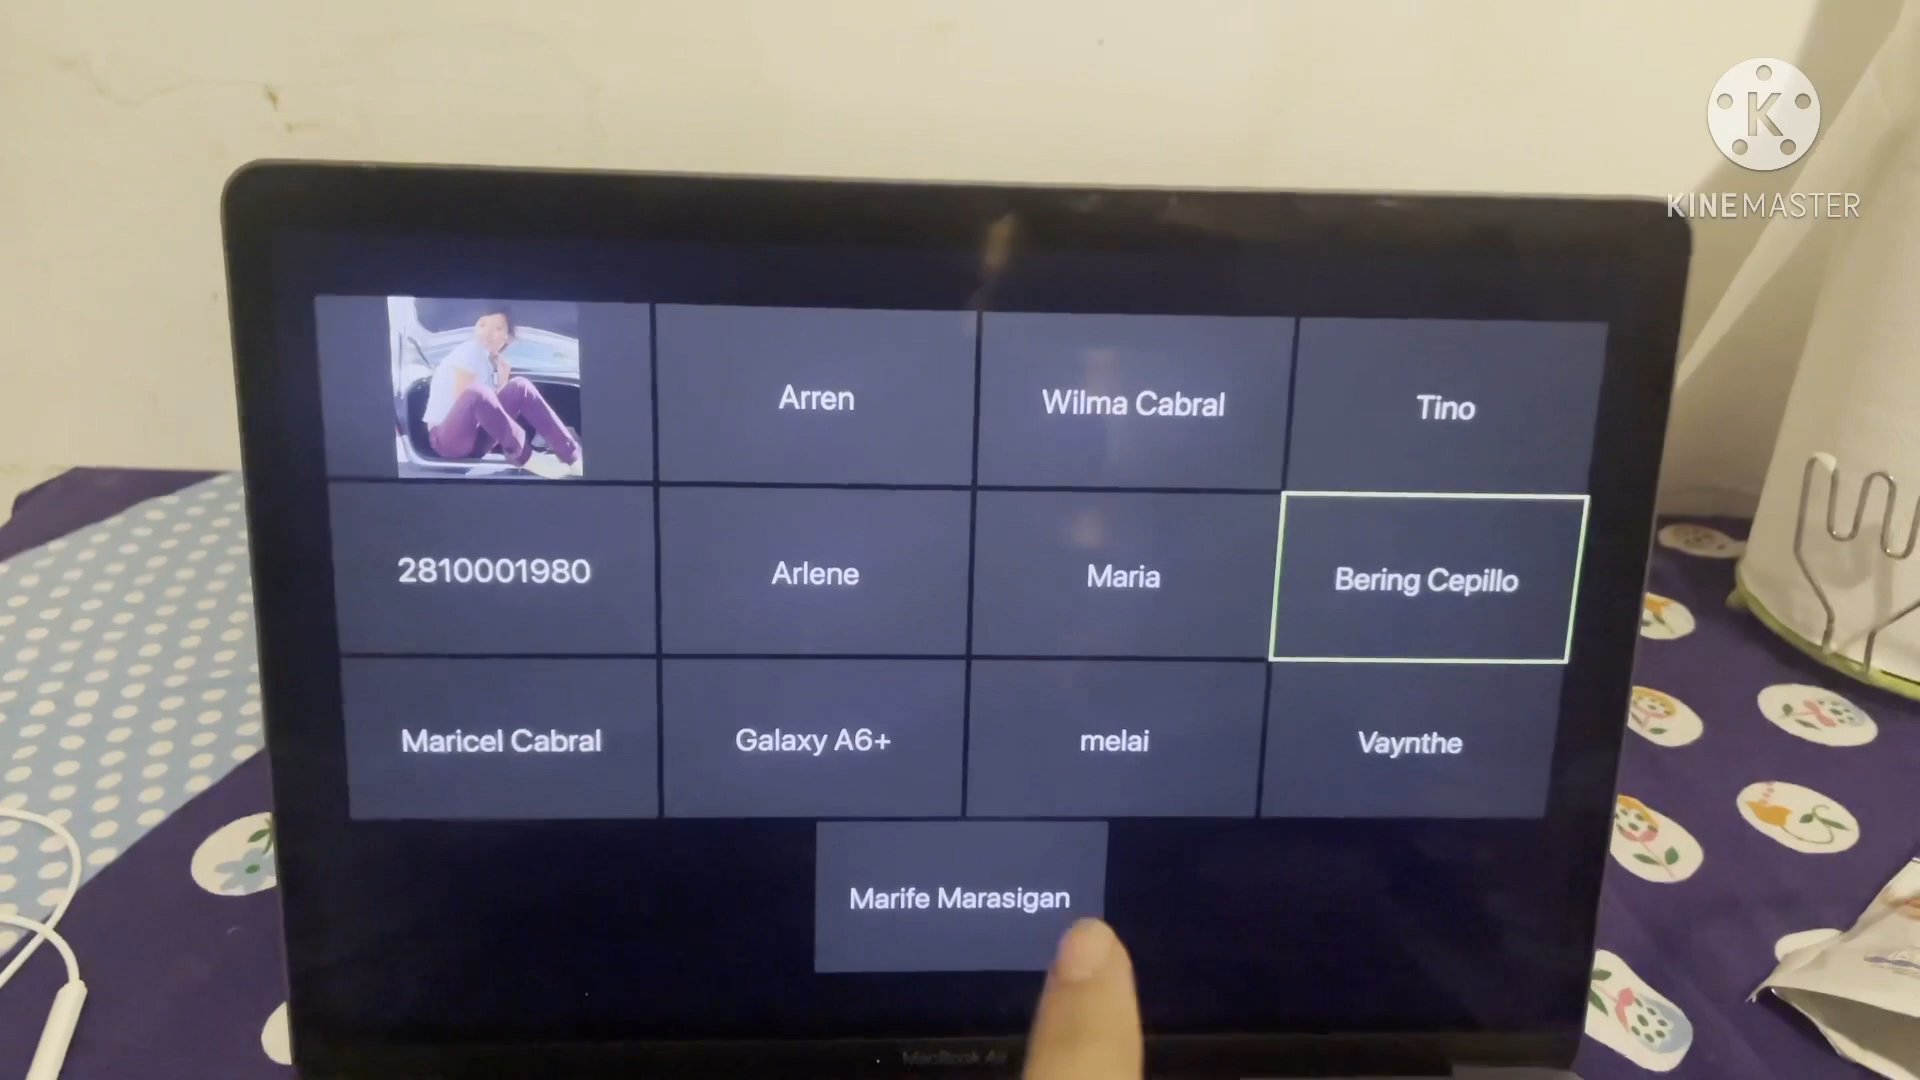 K
KINEMASTER
Arren
Wilma Cabral
Tino
2810001980
Arlene
Maria
Bering Cepillo
Maricel Cabral
Galaxy A6+
melai
Vaynthe
Marife Marasigan
MacBook Air